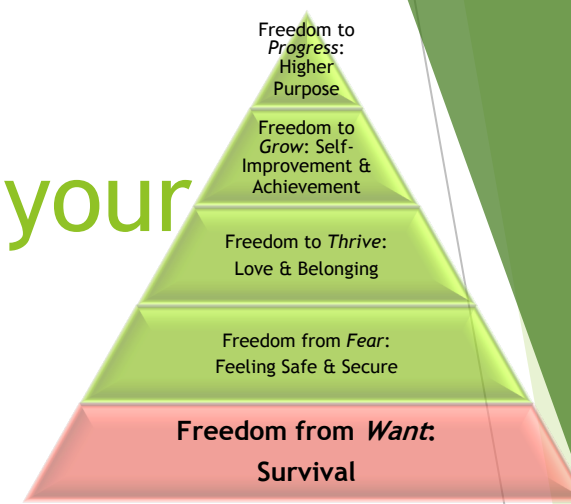 Freedom to
Progress:
Higher
Purpose
Freedom to
Grow: Self-
Improvement &
Achievement
your
Freedom to Thrive:
Love & Belonging
Freedom from Fear:
Feeling Safe & Secure
Freedom from Want:
Survival